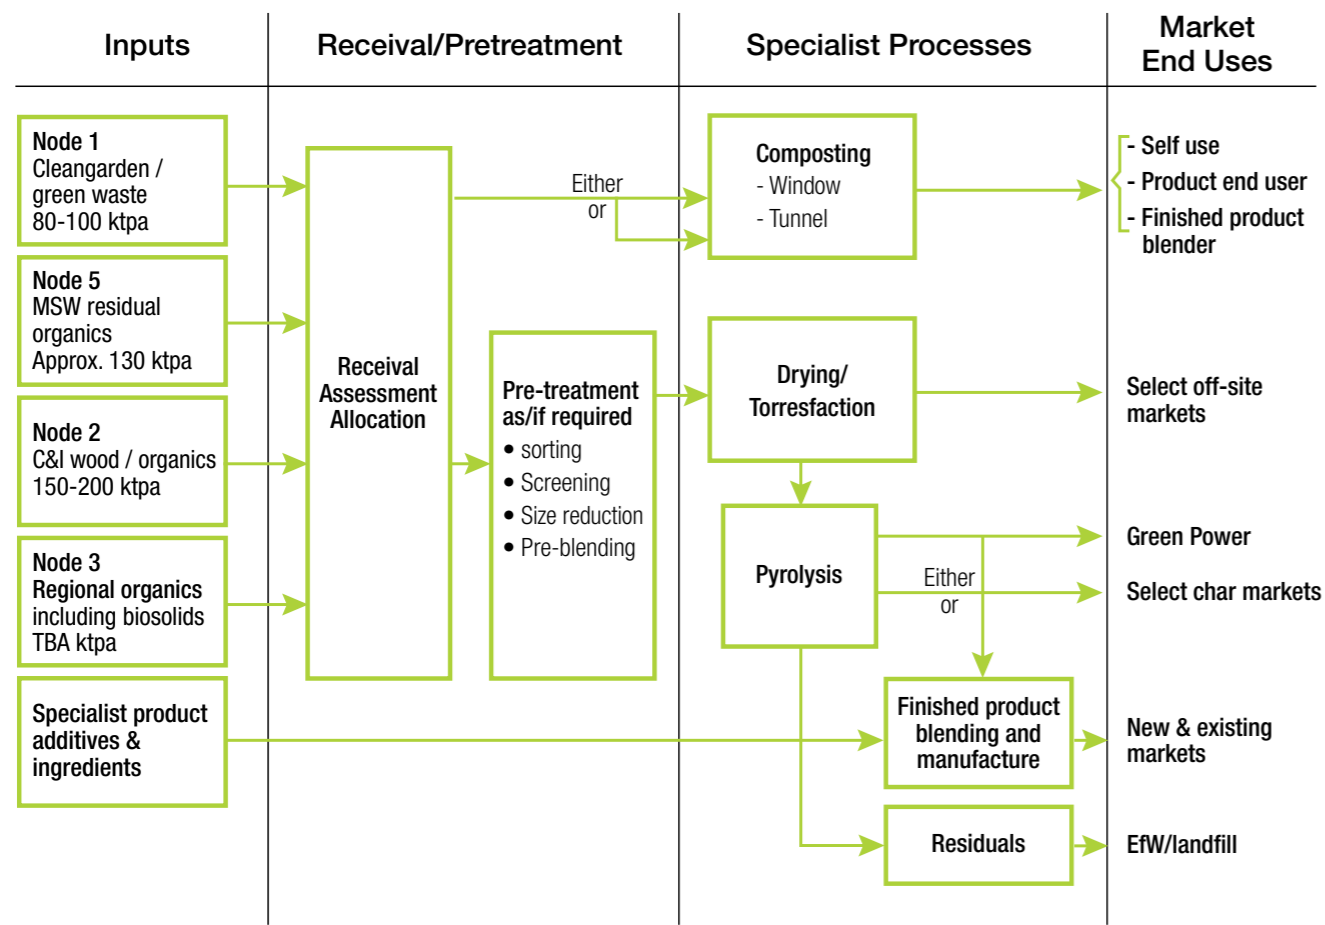 Inputs
Receival/Pretreatment
Specialist Processes
Market
End Uses
Node 1
Cleangarden /
green waste
80-100 ktpa
Node 5
MSW residual
organics
Approx. 130 ktpa
Node 2
C&I wood / organics
150-200 ktpa
Node 3
Regional organics
including biosolids
TBA ktpa
Specialist product
additives &
ingredients
Receival
Assessment
Allocation
Pre-treatment
as/if required
• sorting
• Screening
• Size reduction
• Pre-blending
Either
or
Composting
- Window
- Tunnel
Drying/
Torresfaction
Pyrolysis
Either
or
Finished product
blending and
manufacture
Residuals
- Self use
- Product end user
- Finished product
blender
Select off-site
markets
Green Power
Select char markets
New & existing
markets
EfW/landfill